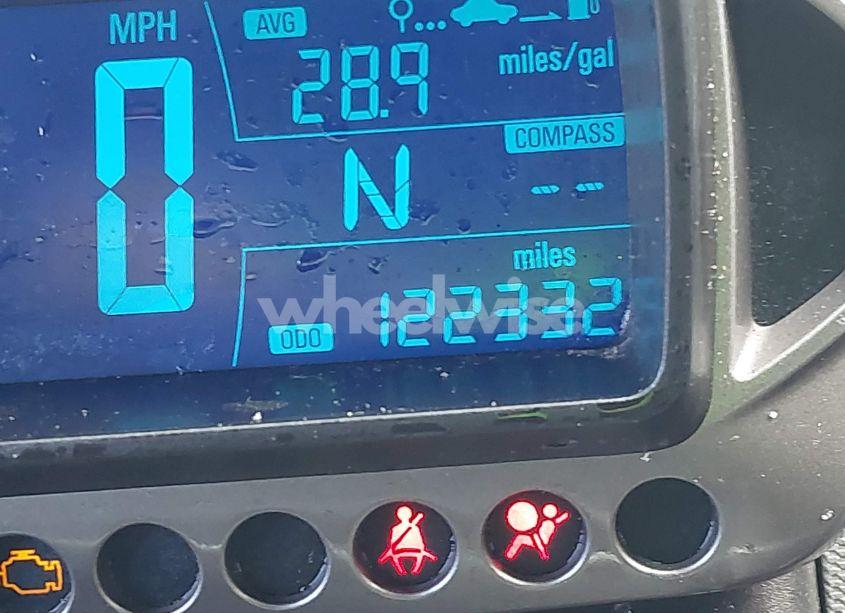 MPH
AVG
28.9 miles/gal
COMPASS
N --
miles
ODO 122332
wheelwise
0